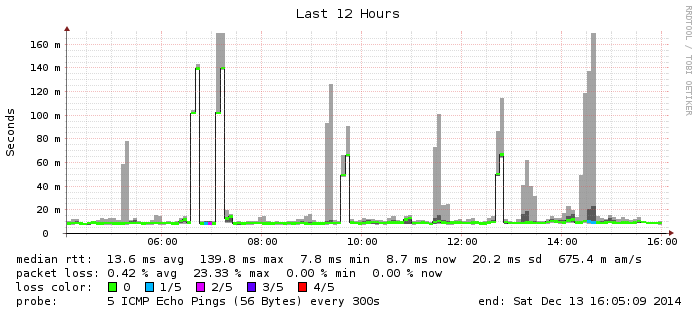 Last 12 Hours
RRDTOOL / TOBI OETIKER
Seconds
160 m
140 m
120 m
100 m
80 m
60 m
40 m
20 m
0
06:00 08:00 10:00 12:00 14:00 16:00
median rtt: 13.6 ms avg 139.8 ms max 7.8 ms min 8.7 ms now 20.2 ms sd 675.4 m am/s
packet loss: 0.42 % avg 23.33 % max 0.00 % min 0.00 % now
loss color: 0 1/5 2/5 3/5 4/5
probe: 5 ICMP Echo Pings (56 Bytes) every 300s end: Sat Dec 13 16:05:09 2014